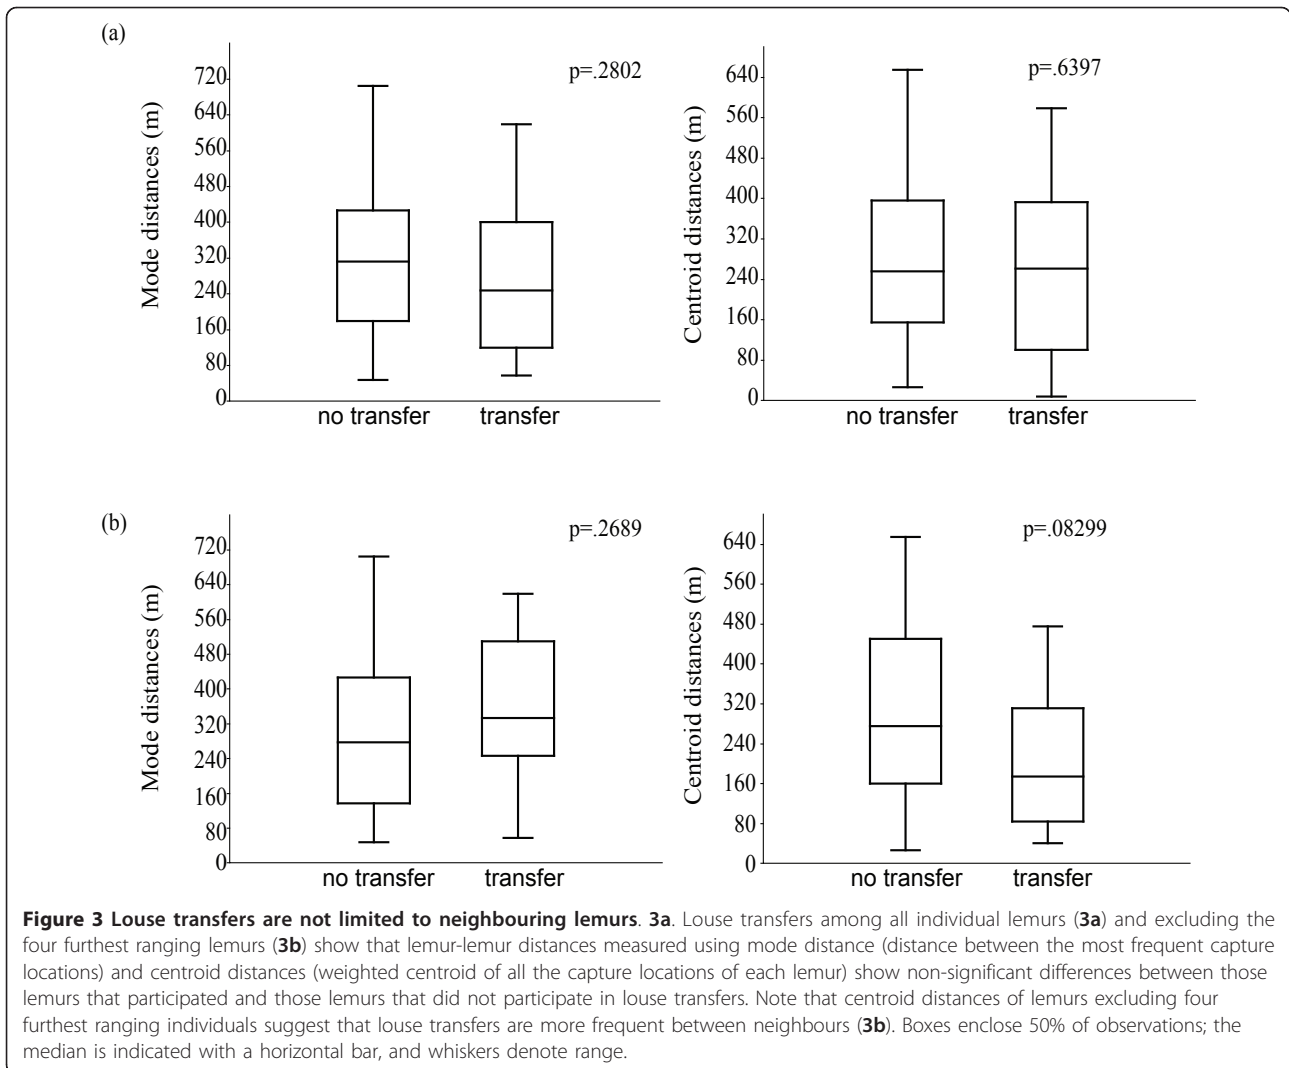 (a)
p=.2802
Mode distances (m)
720
640
560
480
400
320
240
160
80
0
no transfer
transfer
p=.6397
Centroid distances (m)
640
560
480
400
320
240
160
80
0
no transfer
transfer
(b)
p=.2689
Mode distances (m)
720
640
560
480
400
320
240
160
80
0
no transfer
transfer
p=.08299
Centroid distances (m)
640
560
480
400
320
240
160
80
0
no transfer
transfer
Figure 3 Louse transfers are not limited to neighbouring lemurs. 3a. Louse transfers among all individual lemurs (3a) and excluding the
four furthest ranging lemurs (3b) show that lemur-lemur distances measured using mode distance (distance between the most frequent capture
locations) and centroid distances (weighted centroid of all the capture locations of each lemur) show non-significant differences between those
lemurs that participated and those lemurs that did not participate in louse transfers. Note that centroid distances of lemurs excluding four
furthest ranging individuals suggest that louse transfers are more frequent between neighbours (3b). Boxes enclose 50% of observations; the
median is indicated with a horizontal bar, and whiskers denote range.